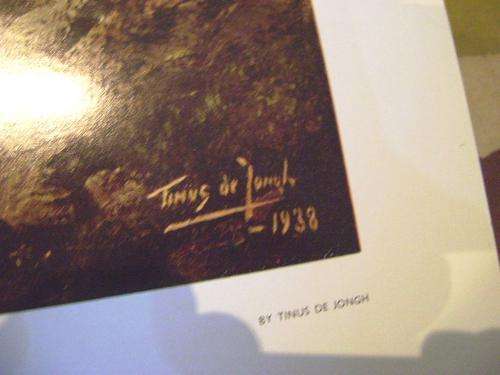 Tinus de Jongh
- 1938
BY TINUS DE JONGH